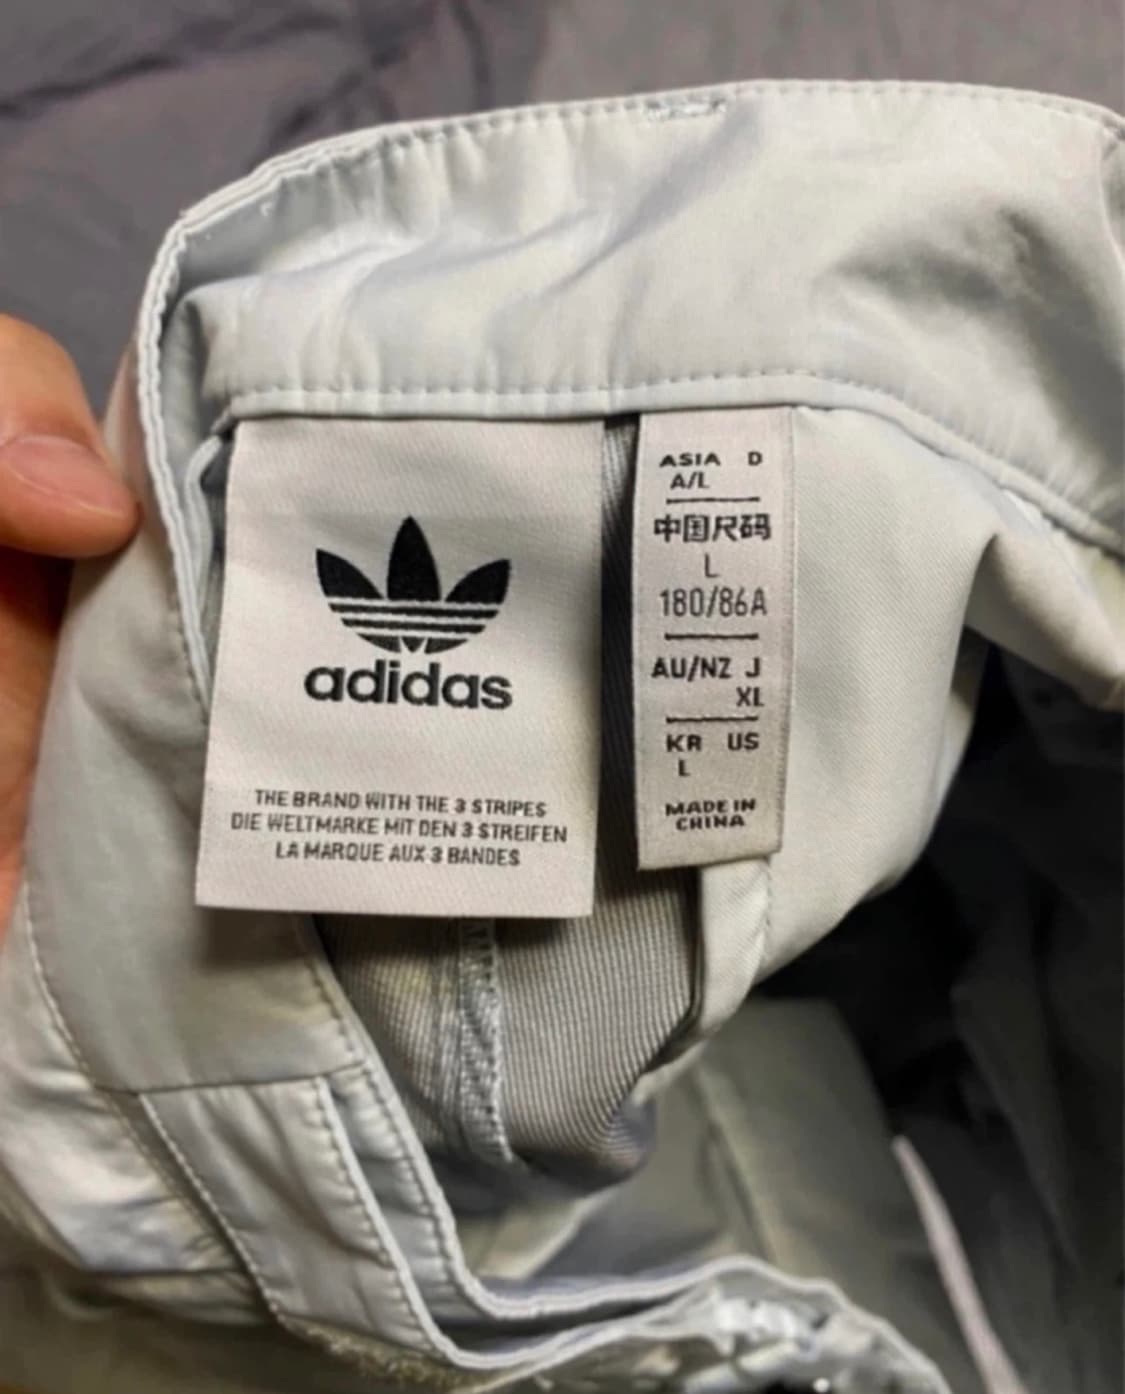 adidas
THE BRAND WITH THE 3 STRIPES
DIE WELTMARKE MIT DEN 3 STREIFEN
LA MARQUE AUX 3 BANDES
ASIA D
A/L
中国尺码
L
180/86A
AU/NZ J
XL
KR US
L
MADE IN
CHINA